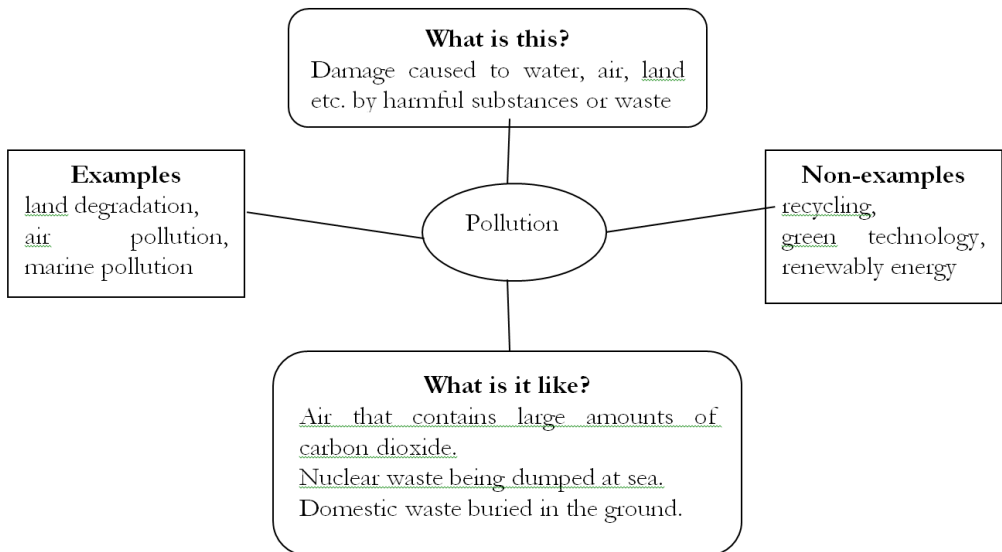 What is this?
Damage caused to water, air, land
etc. by harmful substances or waste
Examples
land degradation,
air pollution,
marine pollution
Pollution
Non-examples
recycling,
green technology,
renewably energy
What is it like?
Air that contains large amounts of
carbon dioxide.
Nuclear waste being dumped at sea.
Domestic waste buried in the ground.